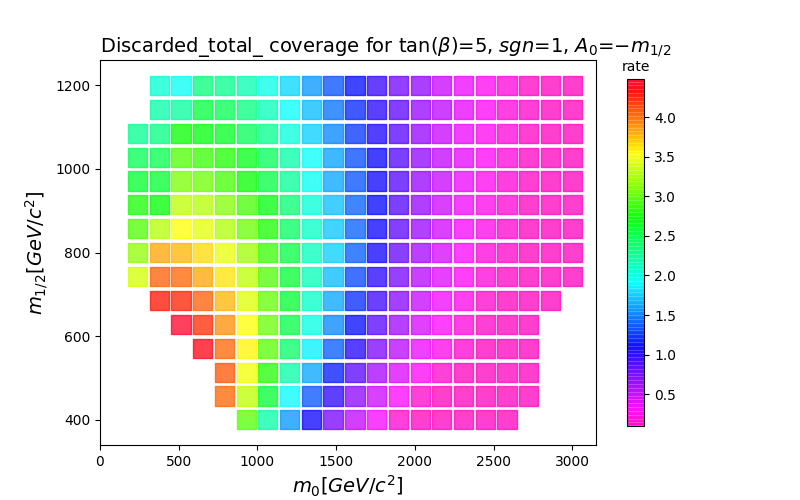 Discarded_total_ coverage for tan(β)=5, sgn=1, A₀=−m₁/₂
rate
1200
1000
800
600
400
m₁/₂[GeV/c²]
0 500 1000 1500 2000 2500 3000
m₀[GeV/c²]
4.0
3.5
3.0
2.5
2.0
1.5
1.0
0.5